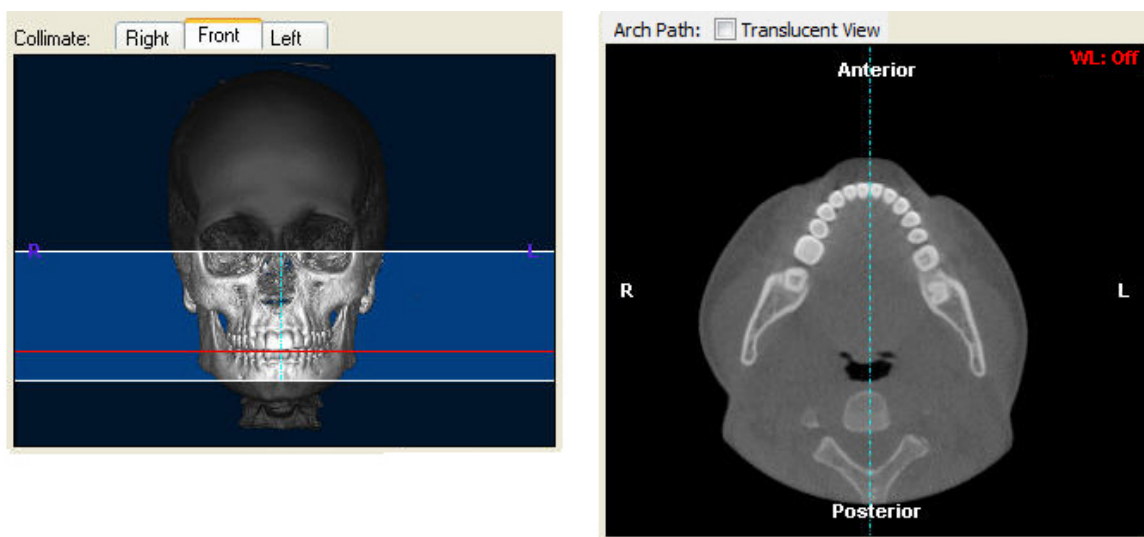 Collimate: Right Front Left
R L
Arch Path: Translucent View
WL: Off
Anterior
R L
Posterior